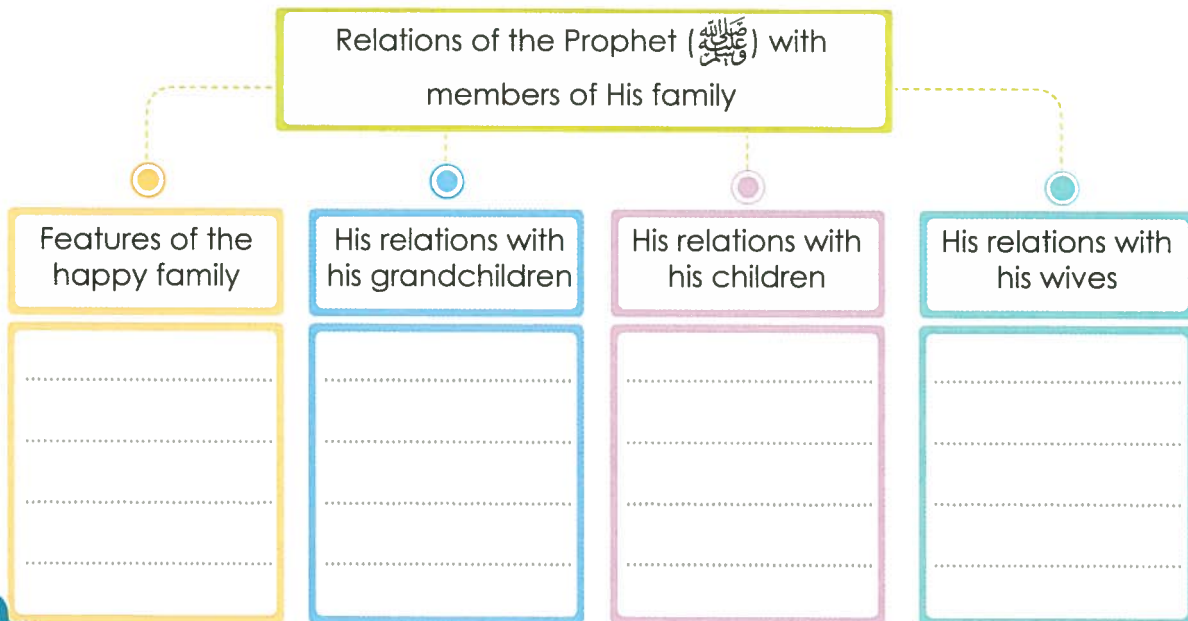 Relations of the Prophet (ﷺ) with
members of His family
Features of the
happy family
His relations with
his grandchildren
His relations with
his children
His relations with
his wives